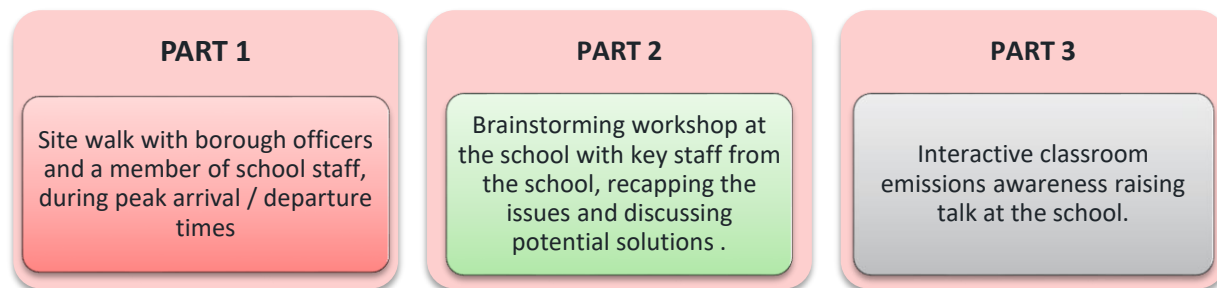 PART 1
Site walk with borough officers
and a member of school staff,
during peak arrival / departure
times
PART 2
Brainstorming workshop at
the school with key staff from
the school, recapping the
issues and discussing
potential solutions .
PART 3
Interactive classroom
emissions awareness raising
talk at the school.